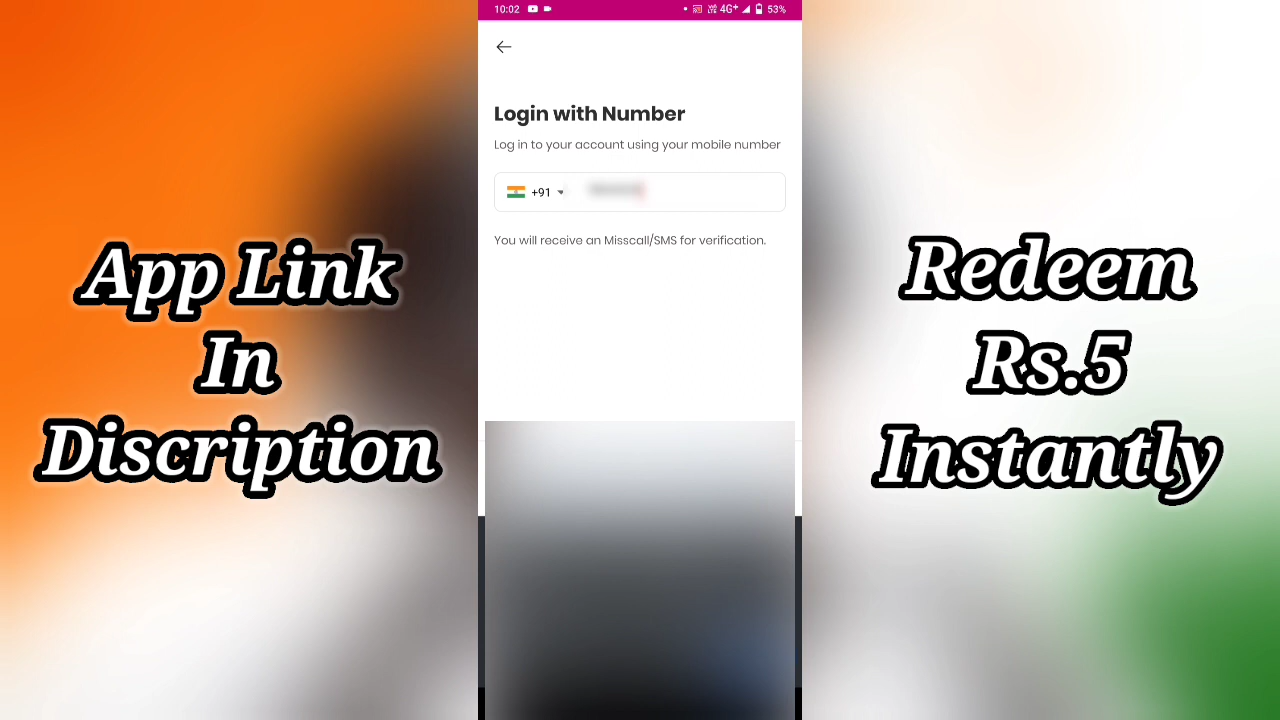 10:02
4G+ 53%
Login with Number
Log in to your account using your mobile number
+91
You will receive an Misscall/SMS for verification.
App Link
In
Discription
Redeem
Rs.5
Instantly